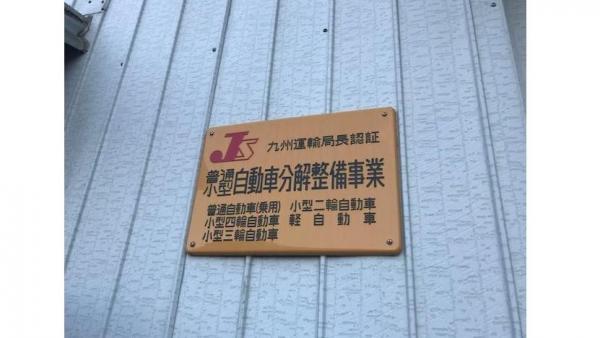 JS 九州運輸局長認証
普通
小型 自動車分解整備事業
普通自動車(乗用) 小型二輪自動車
小型四輪自動車 軽自動車
小型三輪自動車